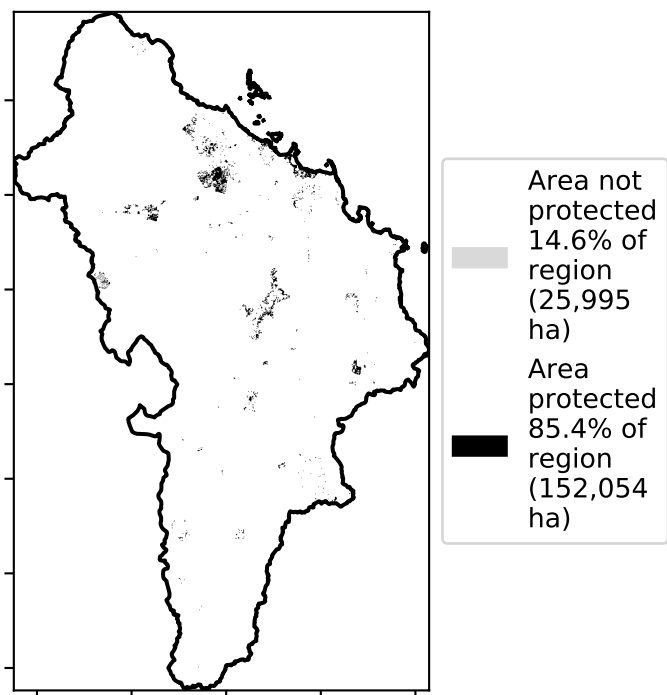 Area not
protected
14.6% of
region
(25,995
ha)
Area
protected
85.4% of
region
(152,054
ha)